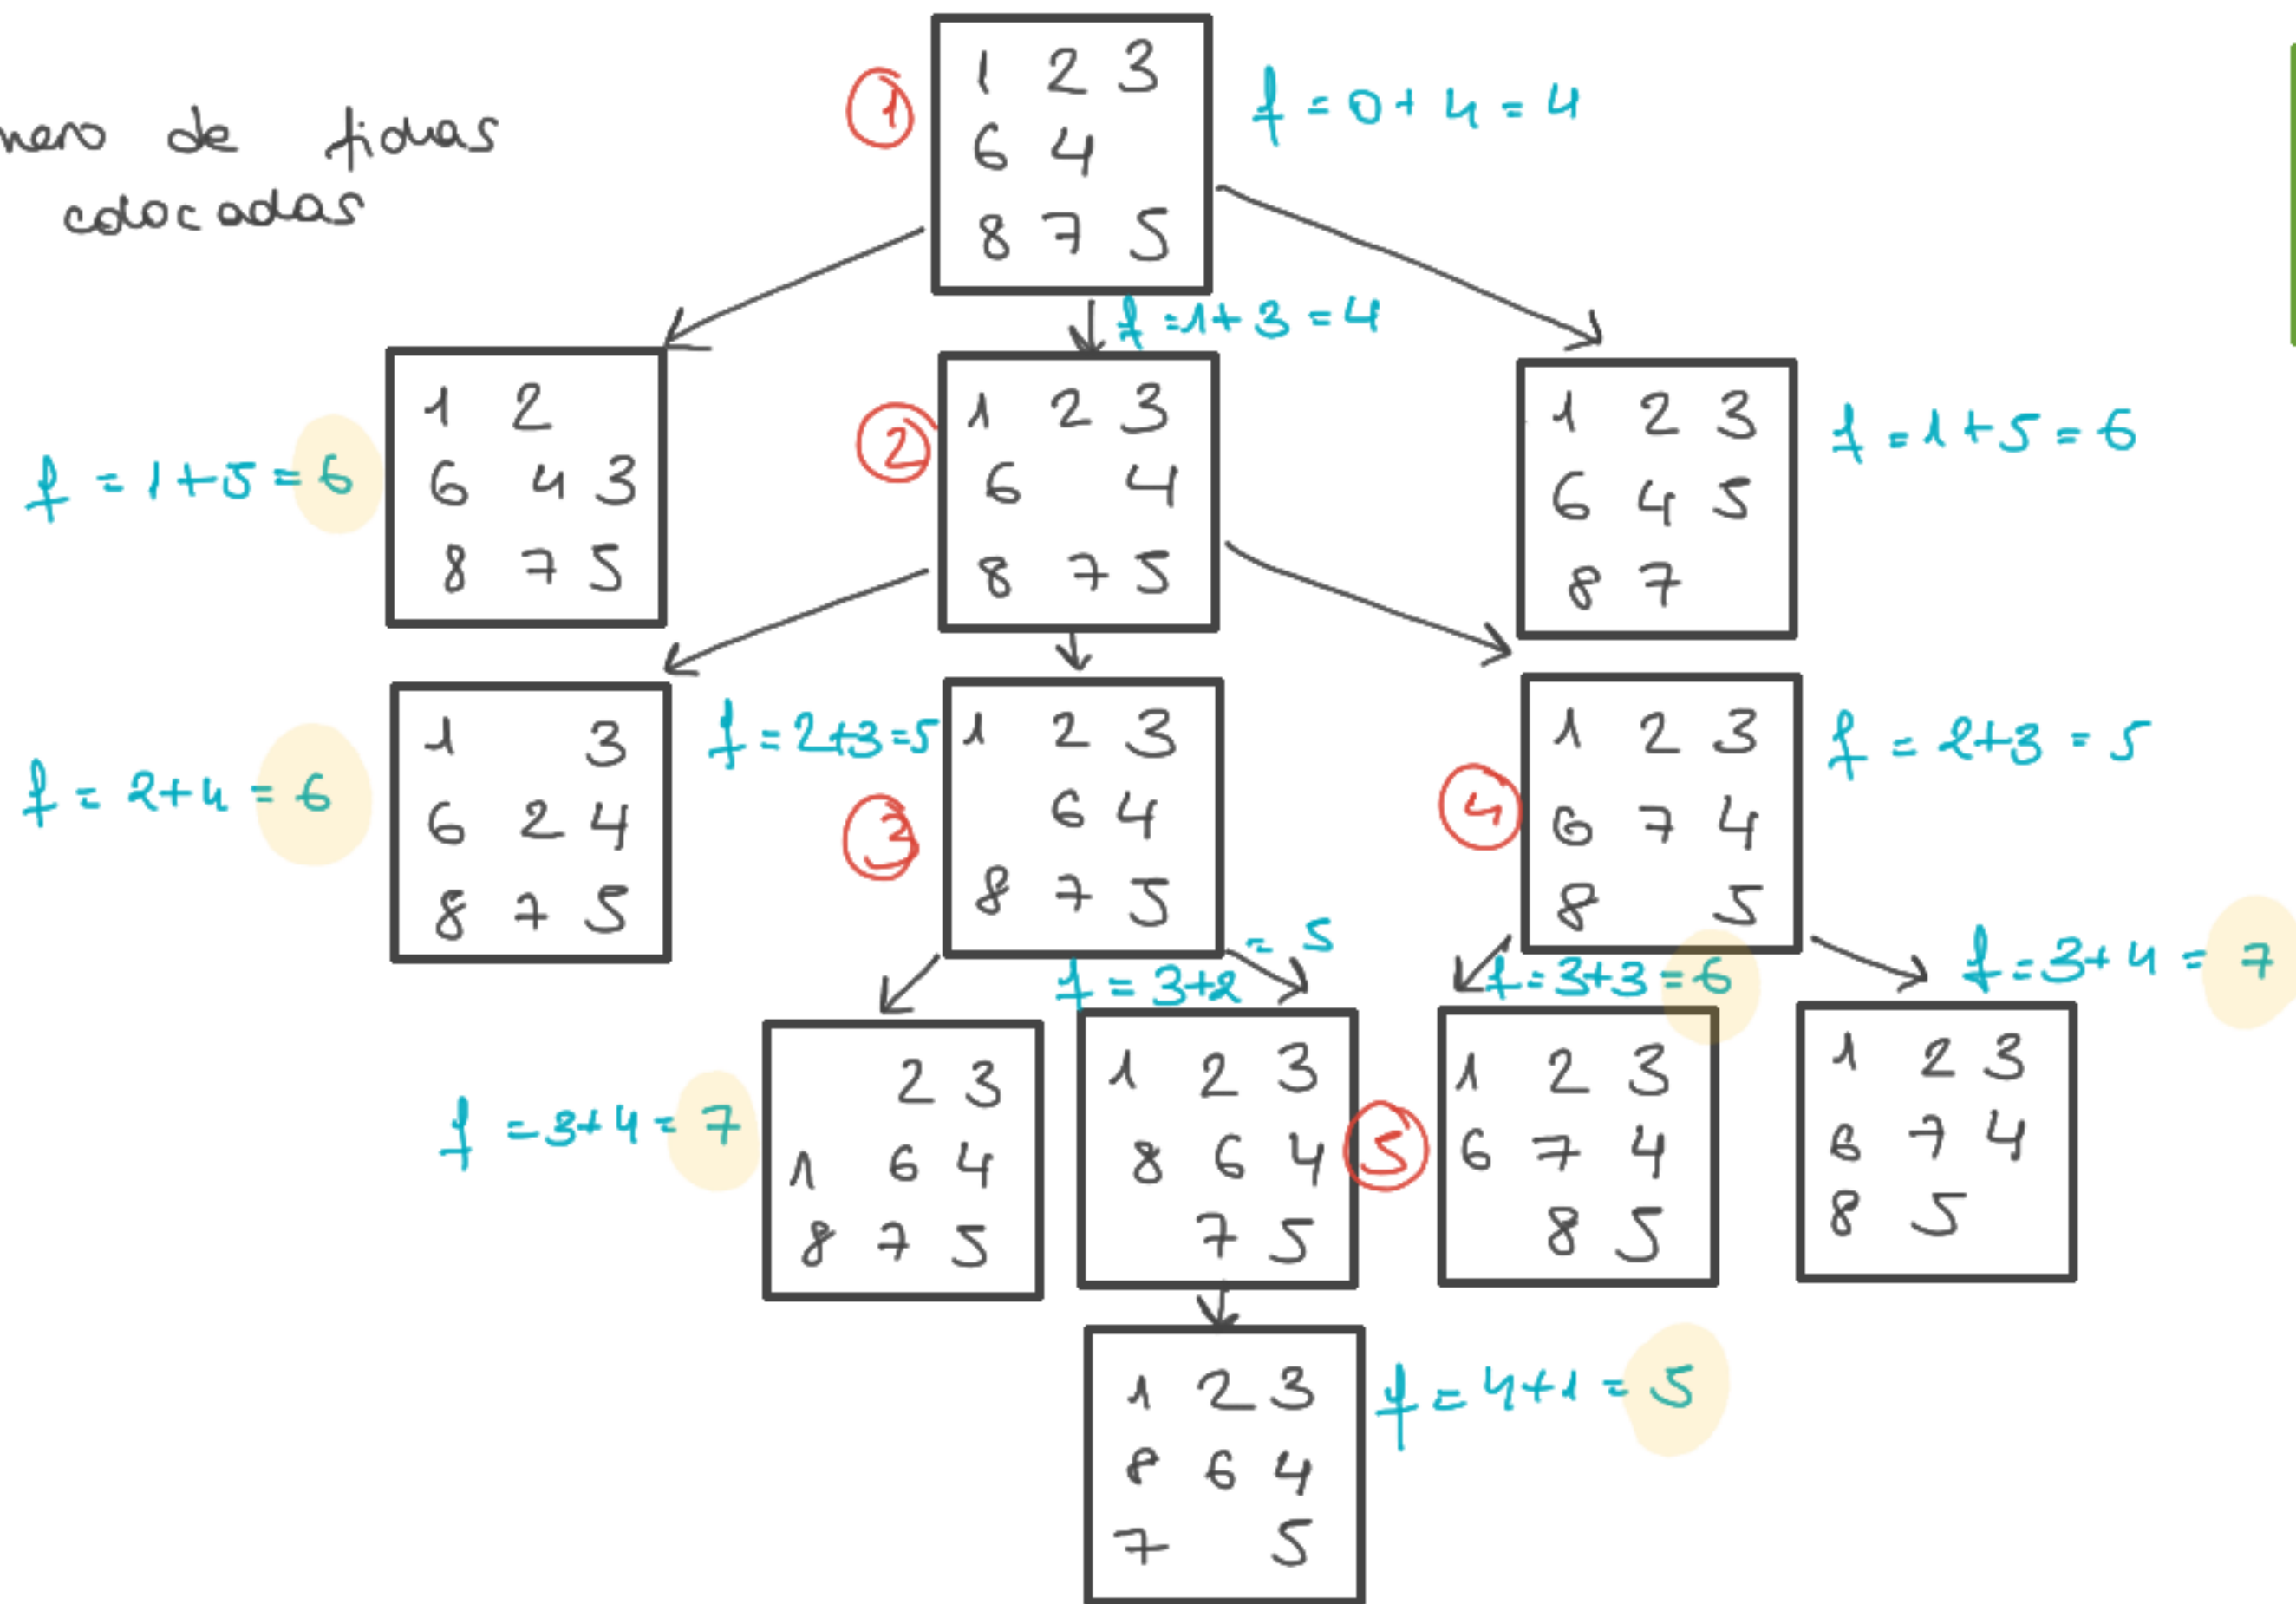 de fichas
colocadas
1
1 2 3
6 4
8 7 5
f = 0 + 4 = 4
f = 1 + 5 = 6
1 2
6 4 3
8 7 5
f = 1 + 3 = 4
2
1 2 3
6 4
8 7 5
1 2 3
6 4 5
8 7
f = 1 + 5 = 6
f = 2 + 4 = 6
1 3
6 2 4
8 7 5
f = 2+3 = 5
3
1 2 3
6 4
8 7 5
4
1 2 3
6 7 4
8 5
f = 2+3 = 5
f = 3+4 = 7
2 3
1 6 4
8 7 5
f = 3+2 = 5
1 2 3
8 6 4
7 5
5
f = 3+3 = 6
1 2 3
6 7 4
8 5
f = 3+4 = 7
1 2 3
6 7 4
8 5
1 2 3
8 6 4
7 5
f = 4+1 = 5